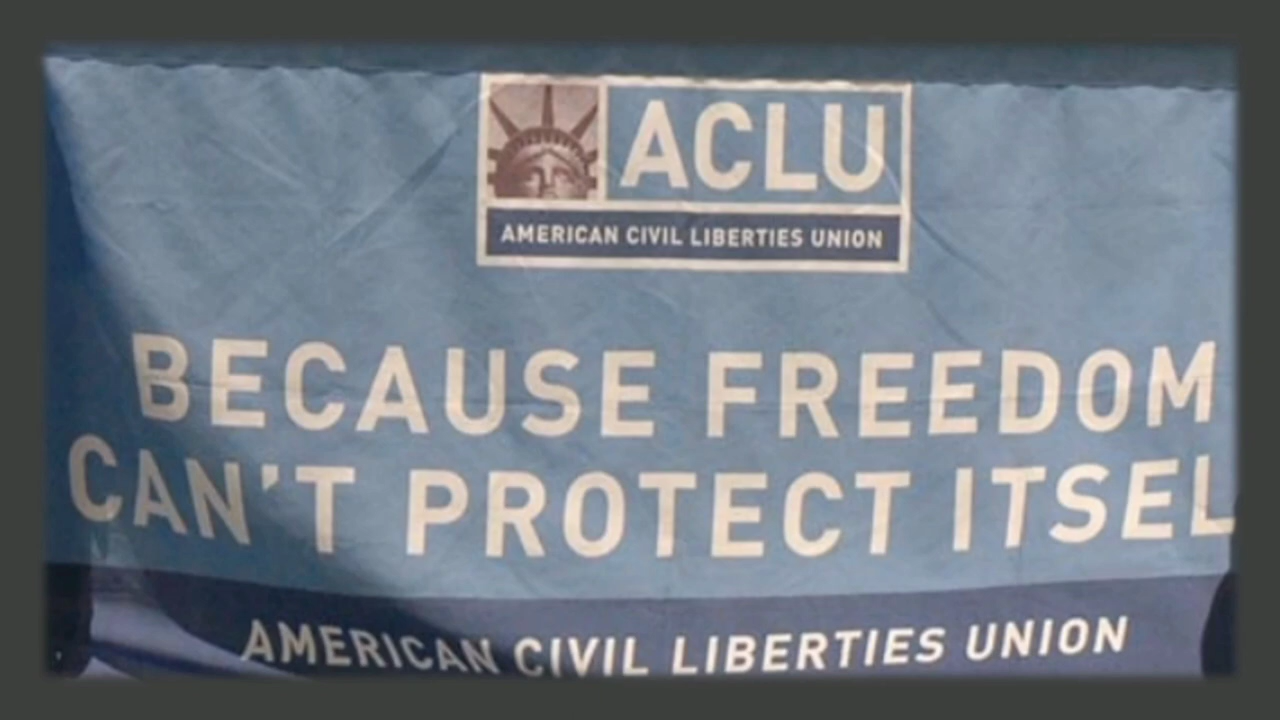 ACLU
AMERICAN CIVIL LIBERTIES UNION
BECAUSE FREEDOM
CAN'T PROTECT ITSEL
AMERICAN CIVIL LIBERTIES UNION